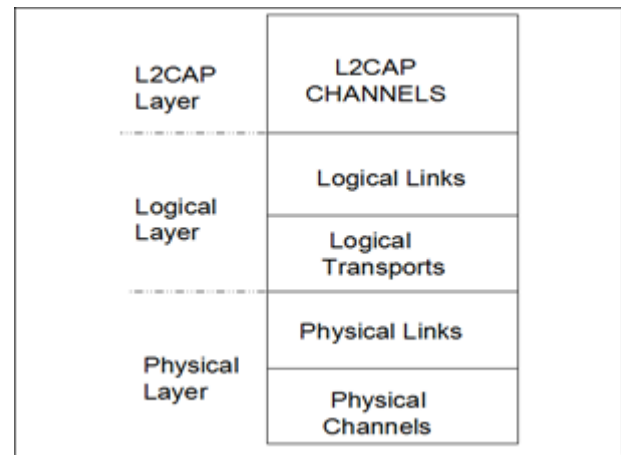 L2CAP
Layer
L2CAP
CHANNELS
Logical
Layer
Logical Links
Logical
Transports
Physical
Layer
Physical Links
Physical
Channels